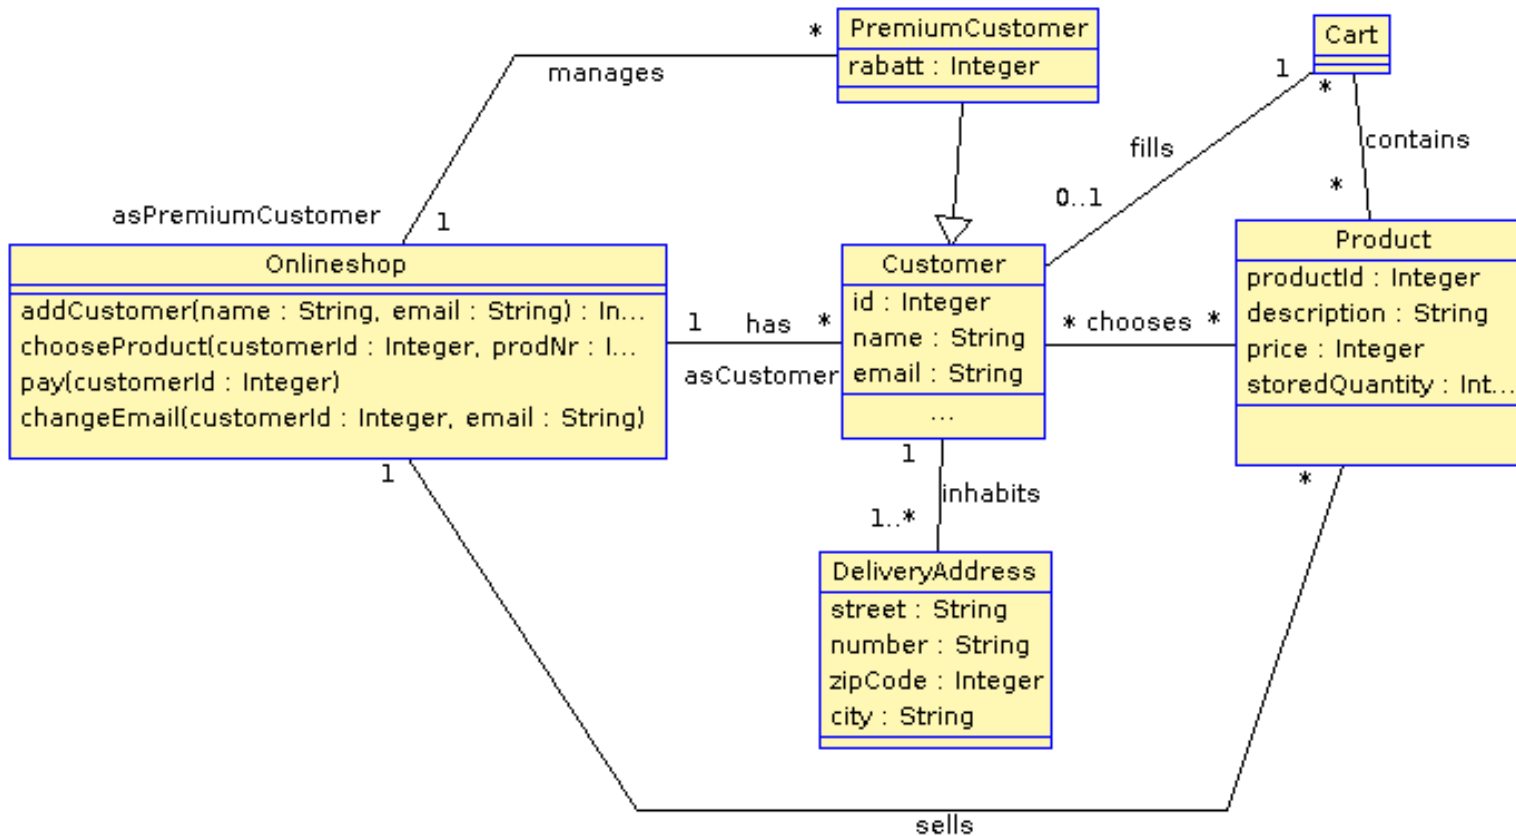 * PremiumCustomer
rabatt : Integer
manages
Cart
1
*
contains
fills
*
0..1
asPremiumCustomer
1
Onlineshop
addCustomer(name : String, email : String) : In...
chooseProduct(customerId : Integer, prodNr : I...
pay(customerId : Integer)
changeEmail(customerId : Integer, email : String)
1 has *
asCustomer
Customer
id : Integer
name : String
email : String
...
* chooses *
Product
productId : Integer
description : String
price : Integer
storedQuantity : Int...
1
1
*
inhabits
1..*
DeliveryAddress
street : String
number : String
zipCode : Integer
city : String
sells